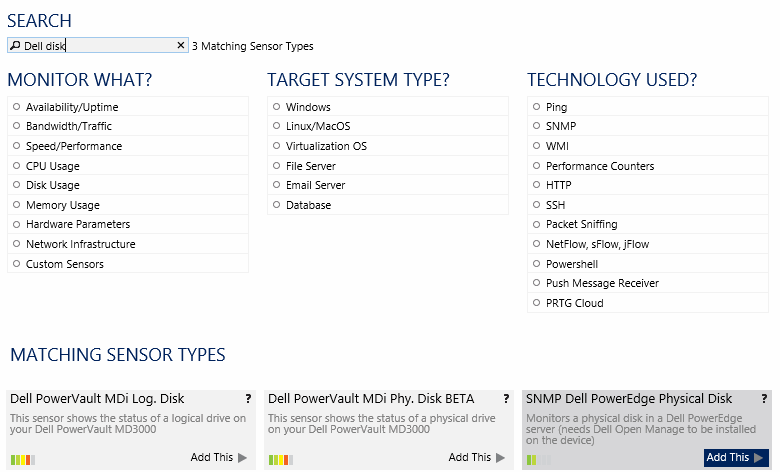 SEARCH
Dell disk
3 Matching Sensor Types
MONITOR WHAT?
Availability/Uptime
Bandwidth/Traffic
Speed/Performance
CPU Usage
Disk Usage
Memory Usage
Hardware Parameters
Network Infrastructure
Custom Sensors
TARGET SYSTEM TYPE?
Windows
Linux/MacOS
Virtualization OS
File Server
Email Server
Database
TECHNOLOGY USED?
Ping
SNMP
WMI
Performance Counters
HTTP
SSH
Packet Sniffing
NetFlow, sFlow, jFlow
Powershell
Push Message Receiver
PRTG Cloud
MATCHING SENSOR TYPES
Dell PowerVault MDi Log. Disk ?
This sensor shows the status of a logical drive on
your Dell PowerVault MD3000
Add This
Dell PowerVault MDi Phy. Disk BETA ?
This sensor shows the status of a physical drive
on your Dell PowerVault MD3000
Add This
SNMP Dell PowerEdge Physical Disk ?
Monitors a physical disk in a Dell PowerEdge
server (needs Dell Open Manage to be installed
on the device)
Add This